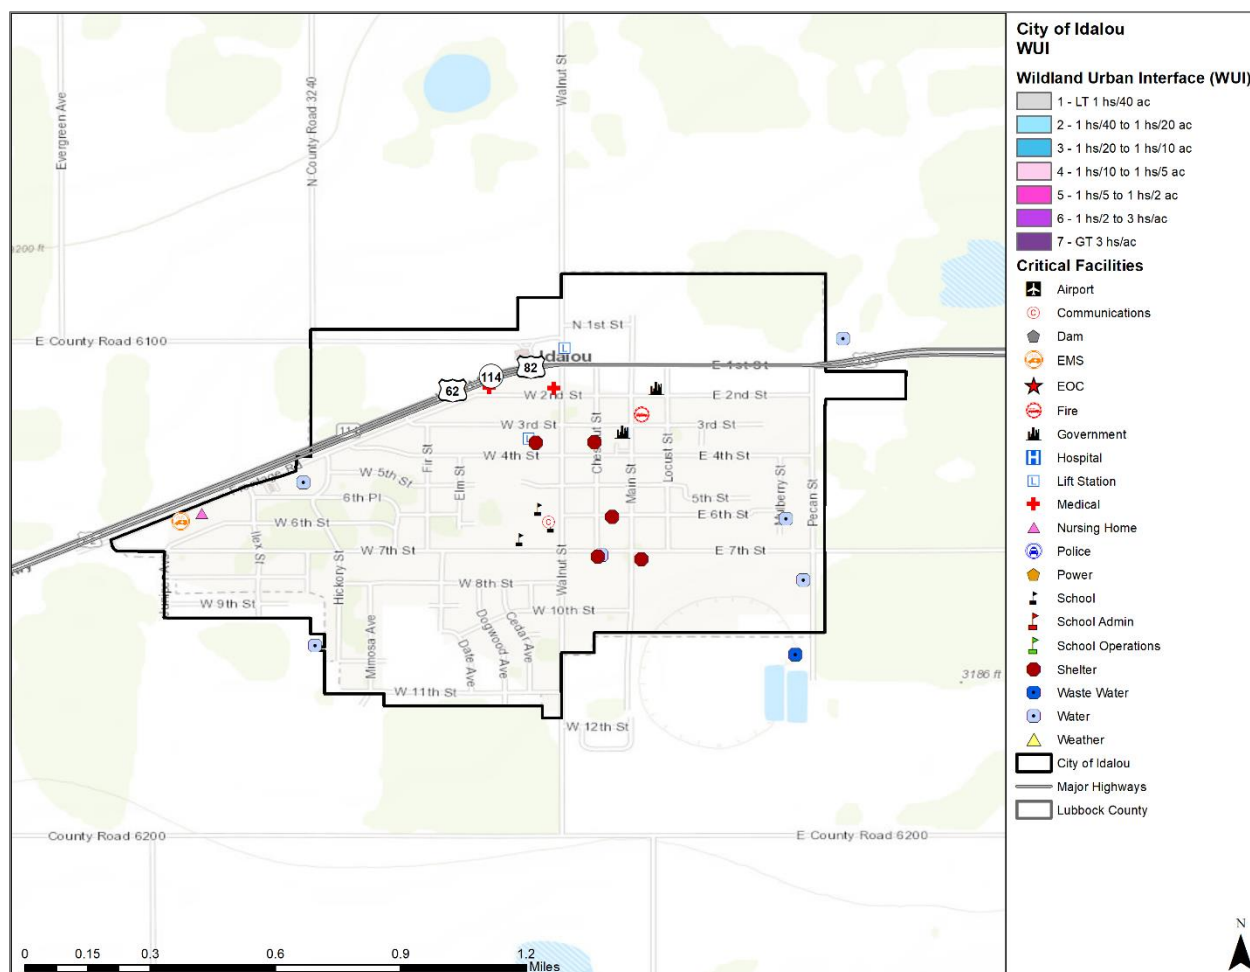 City of Idalou
WUI
Wildland Urban Interface (WUI)
1 - LT 1 hs/40 ac
2 - 1 hs/40 to 1 hs/20 ac
3 - 1 hs/20 to 1 hs/10 ac
4 - 1 hs/10 to 1 hs/5 ac
5 - 1 hs/5 to 1 hs/2 ac
6 - 1 hs/2 to 3 hs/ac
7 - GT 3 hs/ac
Critical Facilities
Airport
C Communications
Dam
EMS
EOC
Fire
Government
H Hospital
L Lift Station
Medical
Nursing Home
Police
Power
School
School Admin
School Operations
Shelter
Waste Water
Water
Weather
City of Idalou
Major Highways
Lubbock County
N
Evergreen Ave
N County Road 3240
Walnut St
E County Road 6100
N 1st St
L
Idalou
E 1st St
82
114
62
W 2nd St
E 2nd St
W 3rd St
3rd St
114
L
W 4th St
E 4th St
Fir St
Elm St
Chestnut St
Main St
Locust St
W 5th St
5th St
6th Pl
E 6th St
W 6th St
C
Mulberry St
Pecan St
W 7th St
E 7th St
Ilex St
Hickory St
Walnut St
W 8th St
W 9th St
W 10th St
Mimosa Ave
Date Ave
Dogwood Ave
Cedar Ave
W 11th St
W 12th St
3186 ft
County Road 6200
E County Road 6200
0 0.15 0.3 0.6 0.9 1.2
Miles